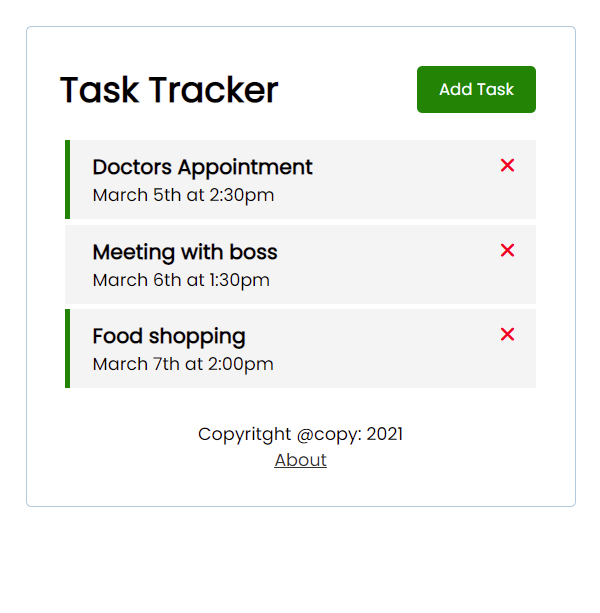 Task Tracker
Add Task
Doctors Appointment
March 5th at 2:30pm
Meeting with boss
March 6th at 1:30pm
Food shopping
March 7th at 2:00pm
Copyritght @copy: 2021
About